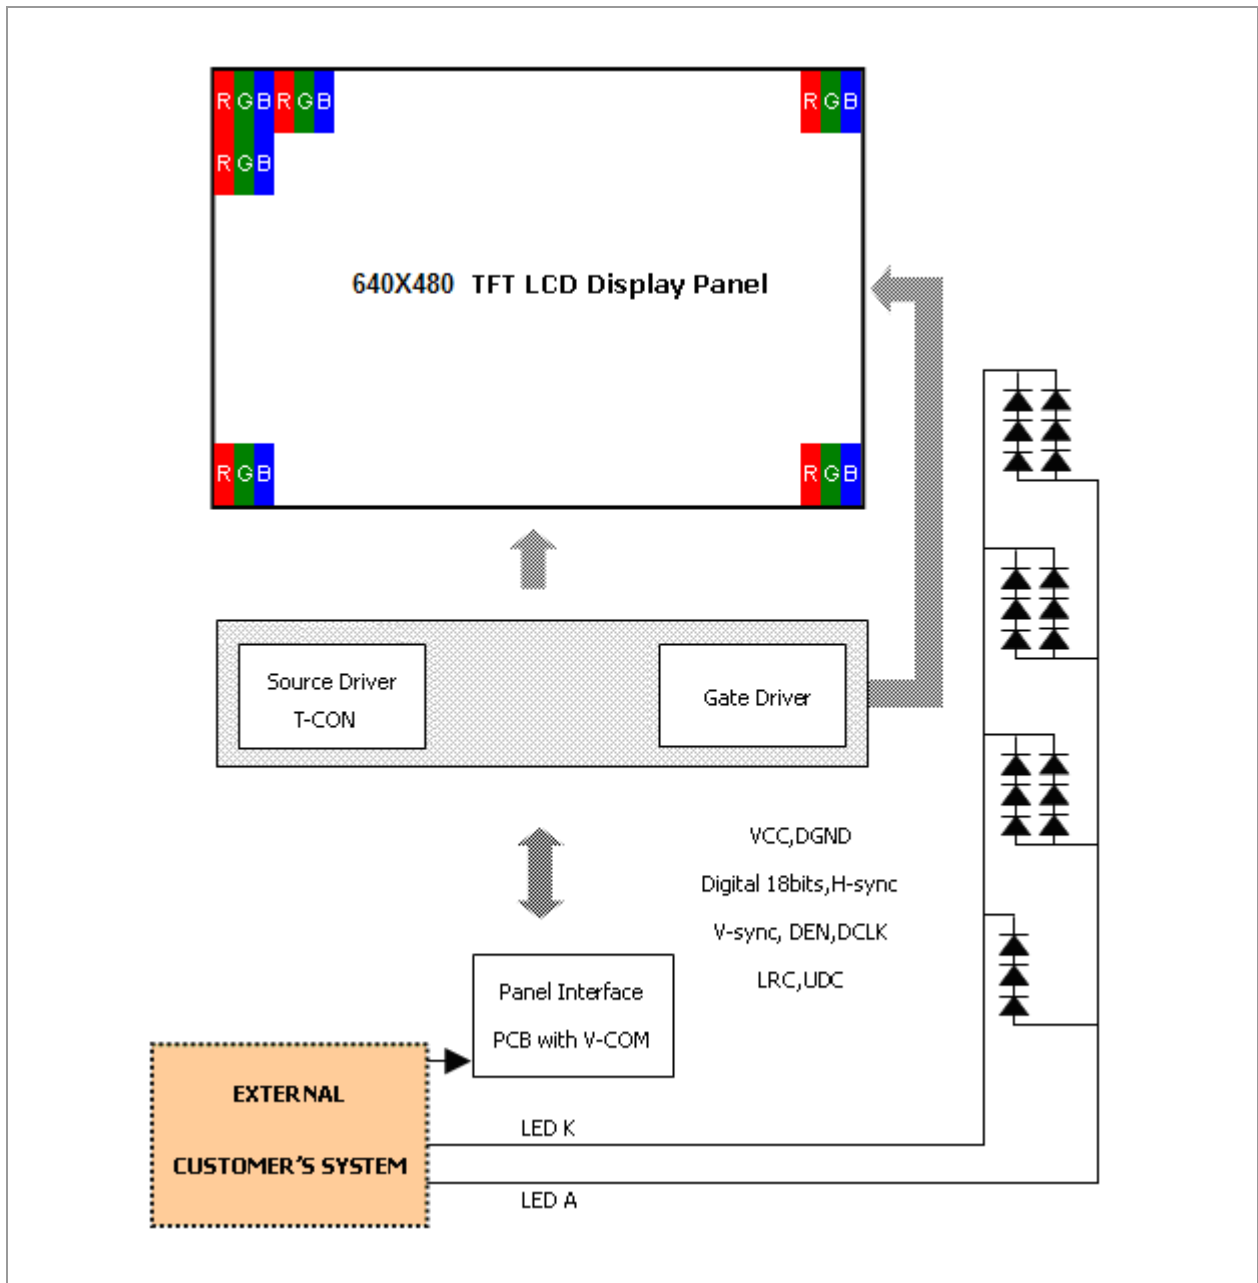 RGBRGB RGB
RGB
640X480 TFT LCD Display Panel
RGB RGB
Source Driver
T-CON
Gate Driver
VCC,DGND
Digital 18bits,H-sync
V-sync, DEN,DCLK
LRC,UDC
Panel Interface
PCB with V-COM
EXTERNAL
CUSTOMER'S SYSTEM
LED K
LED A